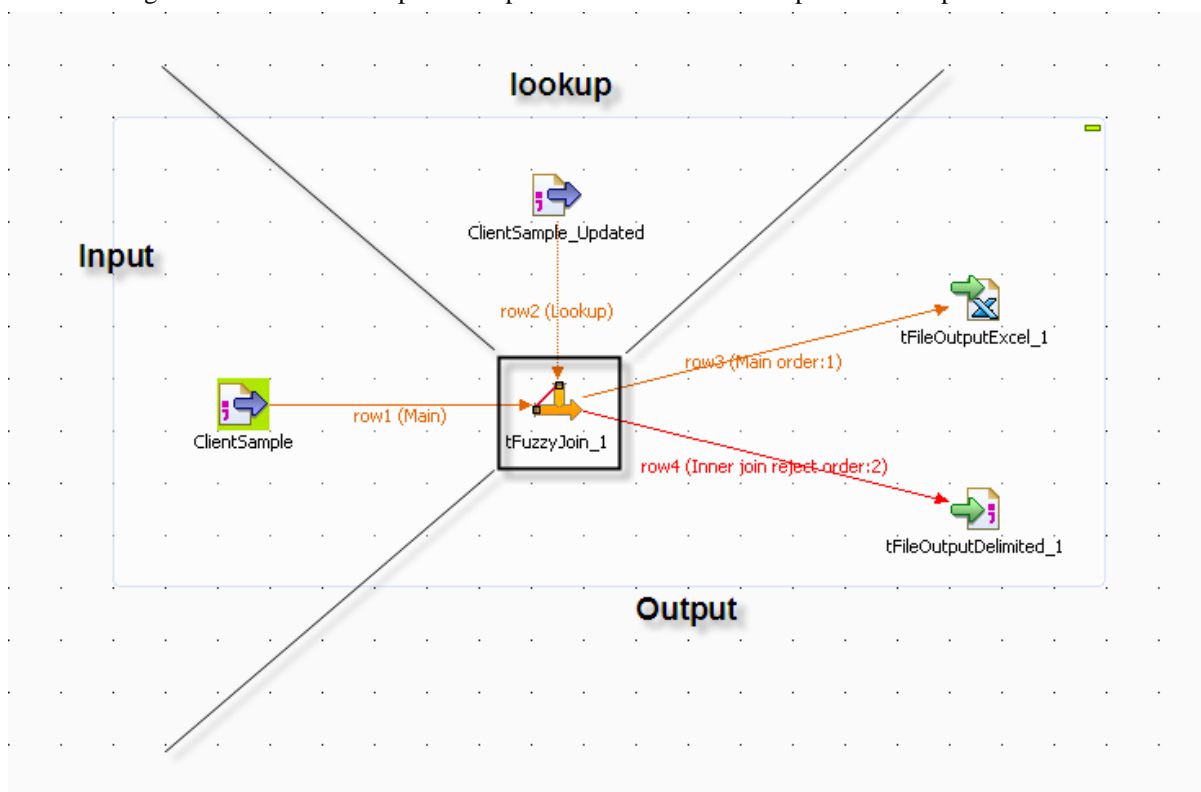 lookup
ClientSample_Updated
Input
row2 (Lookup)
tFileOutputExcel_1
row3 (Main order:1)
row1 (Main)
ClientSample
tFuzzyJoin_1
row4 (Inner join reject order:2)
tFileOutputDelimited_1
Output